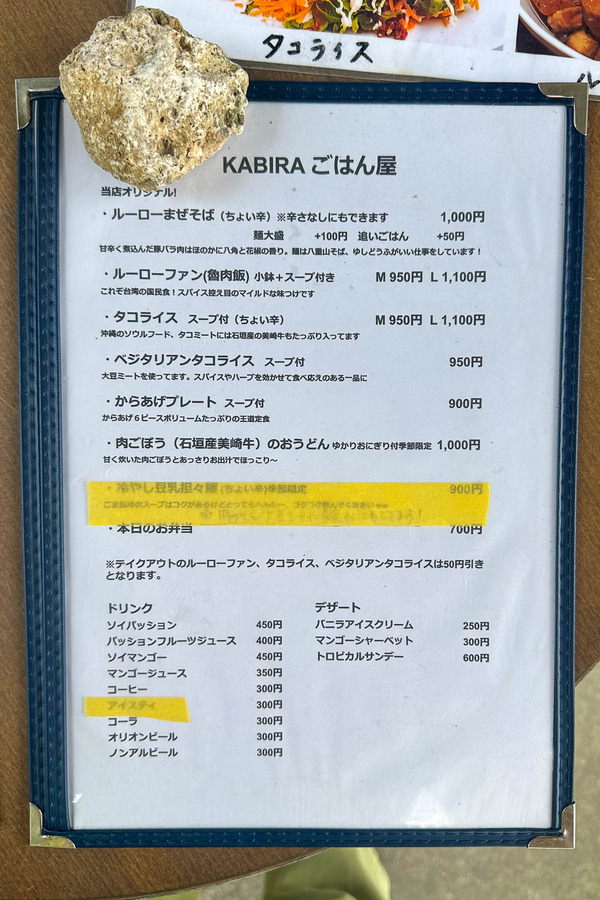 タコライス
ル
KABIRA ごはん屋
当店オリジナル!
・ルーローまぜそば（ちょい辛）※辛さなしにもできます 1,000円
麺大盛 +100円 追いごはん +50円
甘辛く煮込んだ豚バラ肉はほのかに八角と花椒の香り。麺は八重山そば、ゆしどうふがいい仕事をしています！
・ルーローファン(魯肉飯) 小鉢＋スープ付き M 950円 L 1,100円
これぞ台湾の国民食！スパイス控え目のマイルドな味つけです
・タコライス スープ付（ちょい辛） M 950円 L 1,100円
沖縄のソウルフード、タコミートには石垣産の美崎牛もたっぷり入ってます
・ベジタリアンタコライス スープ付 950円
大豆ミートを使ってます。スパイスやハーブを効かせて食べ応えのある一品に
・からあげプレート スープ付 900円
からあげ６ピースボリュームたっぷりの王道定食
・肉ごぼう（石垣産美崎牛）のおうどん ゆかりおにぎり付季節限定 1,000円
甘く炊いた肉ごぼうとあっさりお出汁でほっこり〜
・冷やし豆乳担々麺 (ちょい辛)季節限定 900円
・本日のお弁当 700円
※テイクアウトのルーローファン、タコライス、ベジタリアンタコライスは50円引き
となります。
ドリンク
ソイパッション 450円
パッションフルーツジュース 400円
ソイマンゴー 450円
マンゴージュース 350円
コーヒー 300円
アイスティ 300円
コーラ 300円
オリオンビール 300円
ノンアルビール 300円
デザート
バニラアイスクリーム 250円
マンゴーシャーベット 300円
トロピカルサンデー 600円